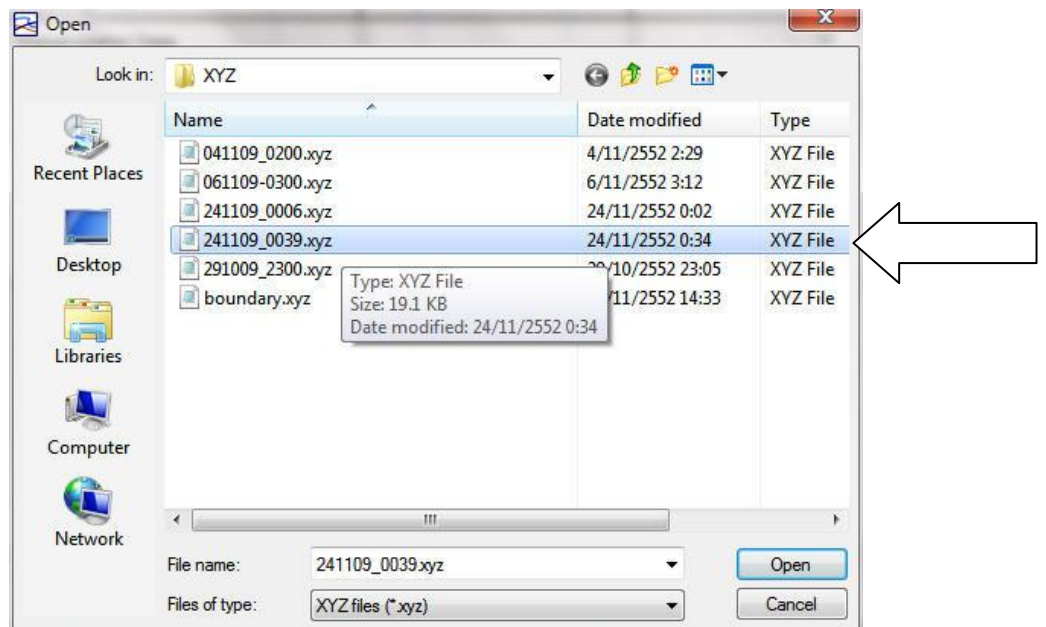 Open
Look in: XYZ
Name Date modified Type
Recent Places
Desktop
Libraries
Computer
Network
041109_0200.xyz 4/11/2552 2:29 XYZ File
061109-0300.xyz 6/11/2552 3:12 XYZ File
241109_0006.xyz 24/11/2552 0:02 XYZ File
241109_0039.xyz 24/11/2552 0:34 XYZ File
291009_2300.xyz /10/2552 23:05 XYZ File
boundary.xyz /11/2552 14:33 XYZ File
Type: XYZ File
Size: 19.1 KB
Date modified: 24/11/2552 0:34
File name: 241109_0039.xyz Open
Files of type: XYZ files (*.xyz) Cancel